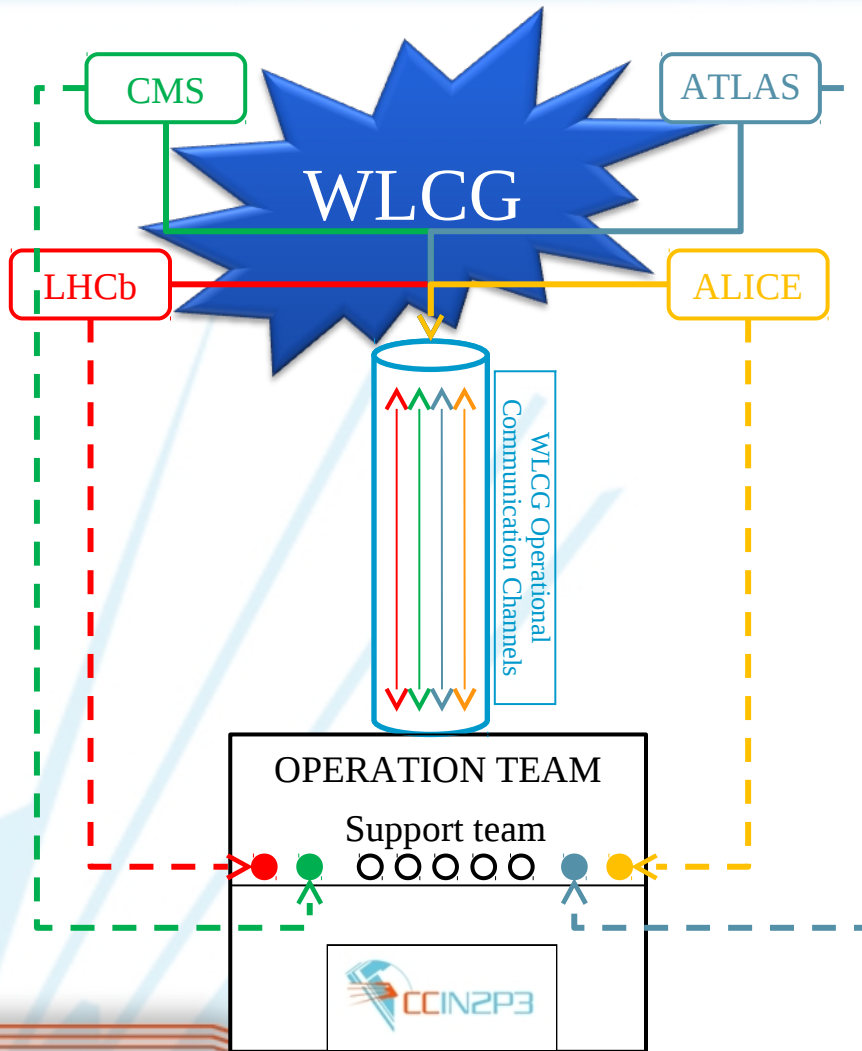 CMS
ATLAS
WLCG
LHCb
ALICE
WLCG Operational
Communication Channels
OPERATION TEAM
Support team
CCIN2P3